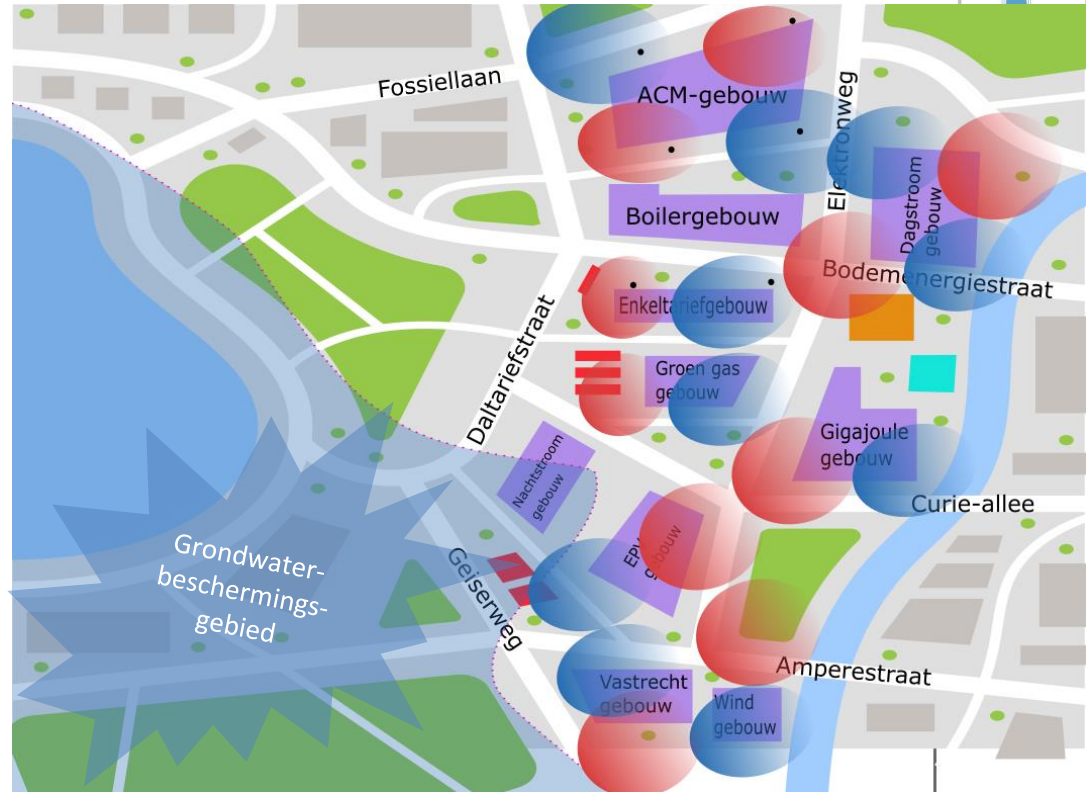 Fossiellaan
ACM-gebouw
Elektronweg
Dagstroom
gebouw
Boilergebouw
Bodemenergiestraat
Enkeltariefgebouw
Daltariefstraat
Groen gas
gebouw
Nachtstroom
gebouw
Gigajoule
gebouw
Curie-allee
EPV
gebouw
Grondwater-
beschermings-
gebied
Geiserweg
Amperestraat
Vastrecht
gebouw
Wind
gebouw